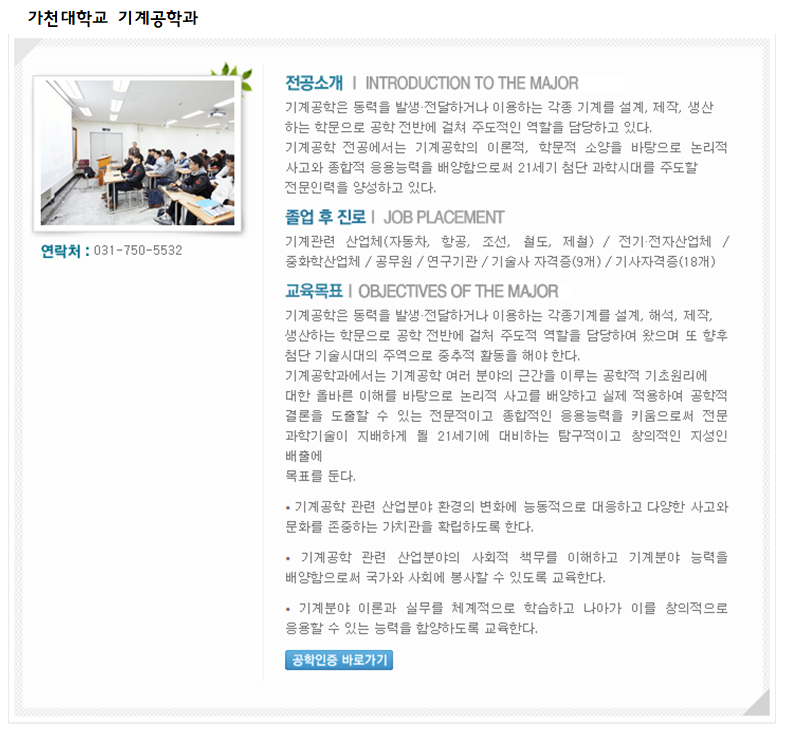 가천대학교 기계공학과
전공소개 | INTRODUCTION TO THE MAJOR
기계공학은 동력을 발생·전달하거나 이용하는 각종 기계를 설계, 제작, 생산
하는 학문으로 공학 전반에 걸쳐 주도적인 역할을 담당하고 있다.
기계공학 전공에서는 기계공학의 이론적, 학문적 소양을 바탕으로 논리적
사고와 종합적 응용능력을 배양함으로써 21세기 첨단 과학시대를 주도할
전문인력을 양성하고 있다.
졸업 후 진로 | JOB PLACEMENT
기계관련 산업체(자동차, 항공, 조선, 철도, 제철) / 전기·전자산업체 /
중화학산업체 / 공무원 / 연구기관 / 기술사 자격증(9개) / 기사자격증(18개)
연락처 : 031-750-5532
교육목표 | OBJECTIVES OF THE MAJOR
기계공학은 동력을 발생·전달하거나 이용하는 각종기계를 설계, 해석, 제작,
생산하는 학문으로 공학 전반에 걸처 주도적 역할을 담당하여 왔으며 또 향후
첨단 기술시대의 주역으로 중추적 활동을 해야 한다.
기계공학과에서는 기계공학 여러 분야의 근간을 이루는 공학적 기초원리에
대한 올바른 이해를 바탕으로 논리적 사고를 배양하고 실제 적용하여 공학적
결론을 도출할 수 있는 전문적이고 종합적인 응용능력을 키움으로써 전문
과학기술이 지배하게 될 21세기에 대비하는 탐구적이고 창의적인 지성인
배출에
목표를 둔다.
• 기계공학 관련 산업분야 환경의 변화에 능동적으로 대응하고 다양한 사고와
문화를 존중하는 가치관을 확립하도록 한다.
• 기계공학 관련 산업분야의 사회적 책무를 이해하고 기계분야 능력을
배양함으로써 국가와 사회에 봉사할 수 있도록 교육한다.
• 기계분야 이론과 실무를 체계적으로 학습하고 나아가 이를 창의적으로
응용할 수 있는 능력을 함양하도록 교육한다.
공학인증 바로가기